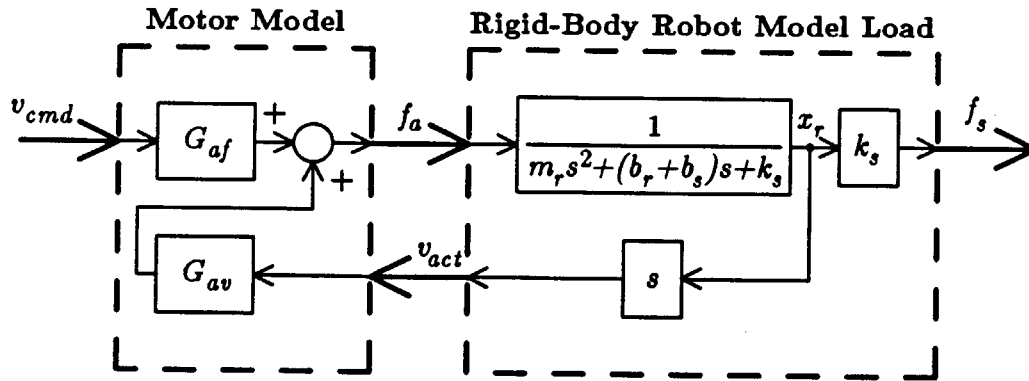 Motor Model
Rigid-Body Robot Model Load
v_cmd
G_af
+
+
f_a
1
m_r s^2+(b_r+b_s)s+k_s
x_r
k_s
f_s
G_av
v_act
s